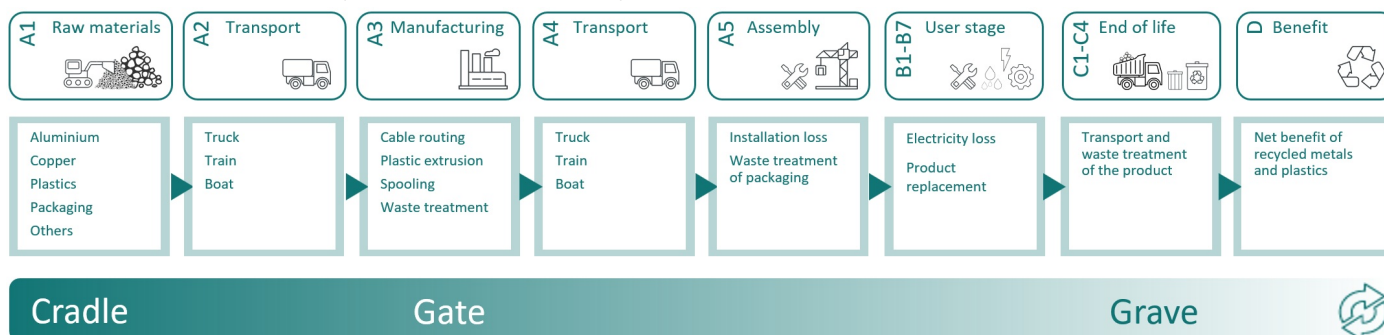 A1 Raw materials
A2 Transport
A3 Manufacturing
A4 Transport
A5 Assembly
B1-B7 User stage
C1-C4 End of life
D Benefit
Aluminium
Copper
Plastics
Packaging
Others
Truck
Train
Boat
Cable routing
Plastic extrusion
Spooling
Waste treatment
Truck
Train
Boat
Installation loss
Waste treatment
of packaging
Electricity loss
Product
replacement
Transport and
waste treatment
of the product
Net benefit of
recycled metals
and plastics
Cradle
Gate
Grave